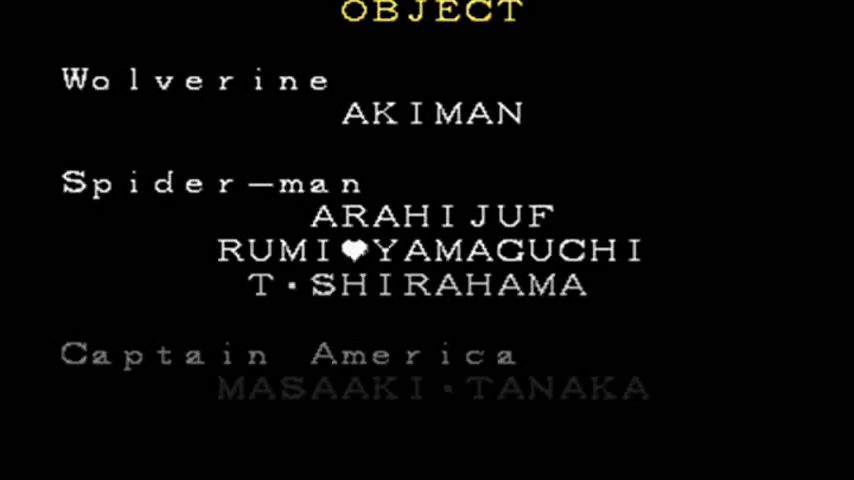 OBJECT
Wolverine
AKIMAN
Spider-man
ARAHIJUF
RUMI♥YAMAGUCHI
T·SHIRAHAMA
Captain America
MASAAKI·TANAKA